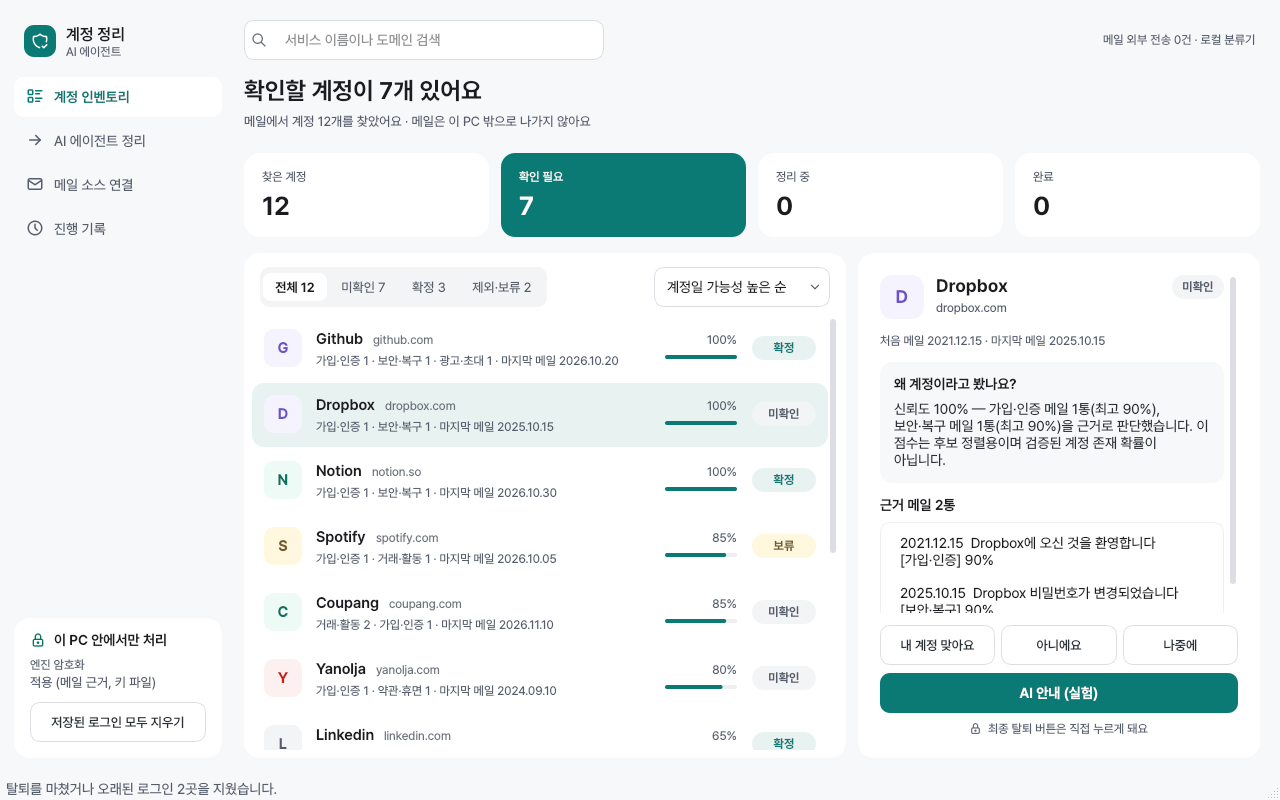 계정 정리
AI 에이전트
계정 인벤토리
AI 에이전트 정리
메일 소스 연결
진행 기록
이 PC 안에서만 처리
엔진 암호화
적용 (메일 근거, 키 파일)
저장된 로그인 모두 지우기
서비스 이름이나 도메인 검색
메일 외부 전송 0건 · 로컬 분류기
확인할 계정이 7개 있어요
메일에서 계정 12개를 찾았어요 · 메일은 이 PC 밖으로 나가지 않아요
찾은 계정
12
확인 필요
7
정리 중
0
완료
0
전체 12 미확인 7 확정 3 제외·보류 2
계정일 가능성 높은 순
G Github github.com 100% 확정
가입·인증 1 · 보안·복구 1 · 광고·초대 1 · 마지막 메일 2026.10.20
D Dropbox dropbox.com 100% 미확인
가입·인증 1 · 보안·복구 1 · 마지막 메일 2025.10.15
N Notion notion.so 100% 확정
가입·인증 1 · 보안·복구 1 · 마지막 메일 2026.10.30
S Spotify spotify.com 85% 보류
가입·인증 1 · 거래·활동 1 · 마지막 메일 2026.10.05
C Coupang coupang.com 85% 미확인
거래·활동 2 · 가입·인증 1 · 마지막 메일 2026.11.10
Y Yanolja yanolja.com 80% 미확인
가입·인증 1 · 약관·휴면 1 · 마지막 메일 2024.09.10
L Linkedin linkedin.com 65% 확정
D Dropbox 미확인
dropbox.com
처음 메일 2021.12.15 · 마지막 메일 2025.10.15
왜 계정이라고 봤나요?
신뢰도 100% — 가입·인증 메일 1통(최고 90%),
보안·복구 메일 1통(최고 90%)을 근거로 판단했습니다. 이
점수는 후보 정렬용이며 검증된 계정 존재 확률이
아닙니다.
근거 메일 2통
2021.12.15 Dropbox에 오신 것을 환영합니다
[가입·인증] 90%
2025.10.15 Dropbox 비밀번호가 변경되었습니다
[보안·복구] 90%
내 계정 맞아요
아니에요
나중에
AI 안내 (실험)
최종 탈퇴 버튼은 직접 누르게 돼요
탈퇴를 마쳤거나 오래된 로그인 2곳을 지웠습니다.